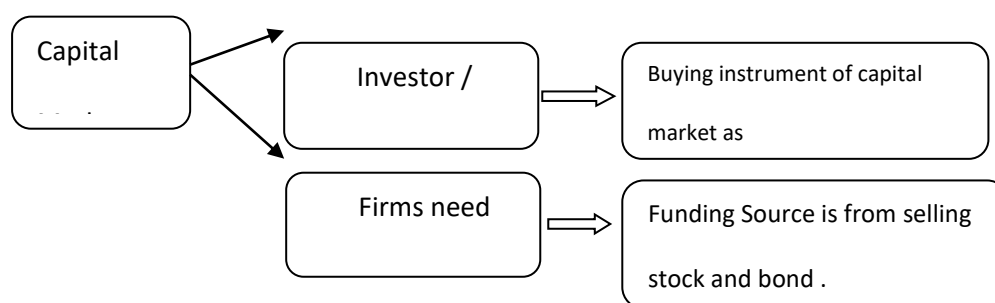 Capital
Investor /
Buying instrument of capital
market as
Firms need
Funding Source is from selling
stock and bond .